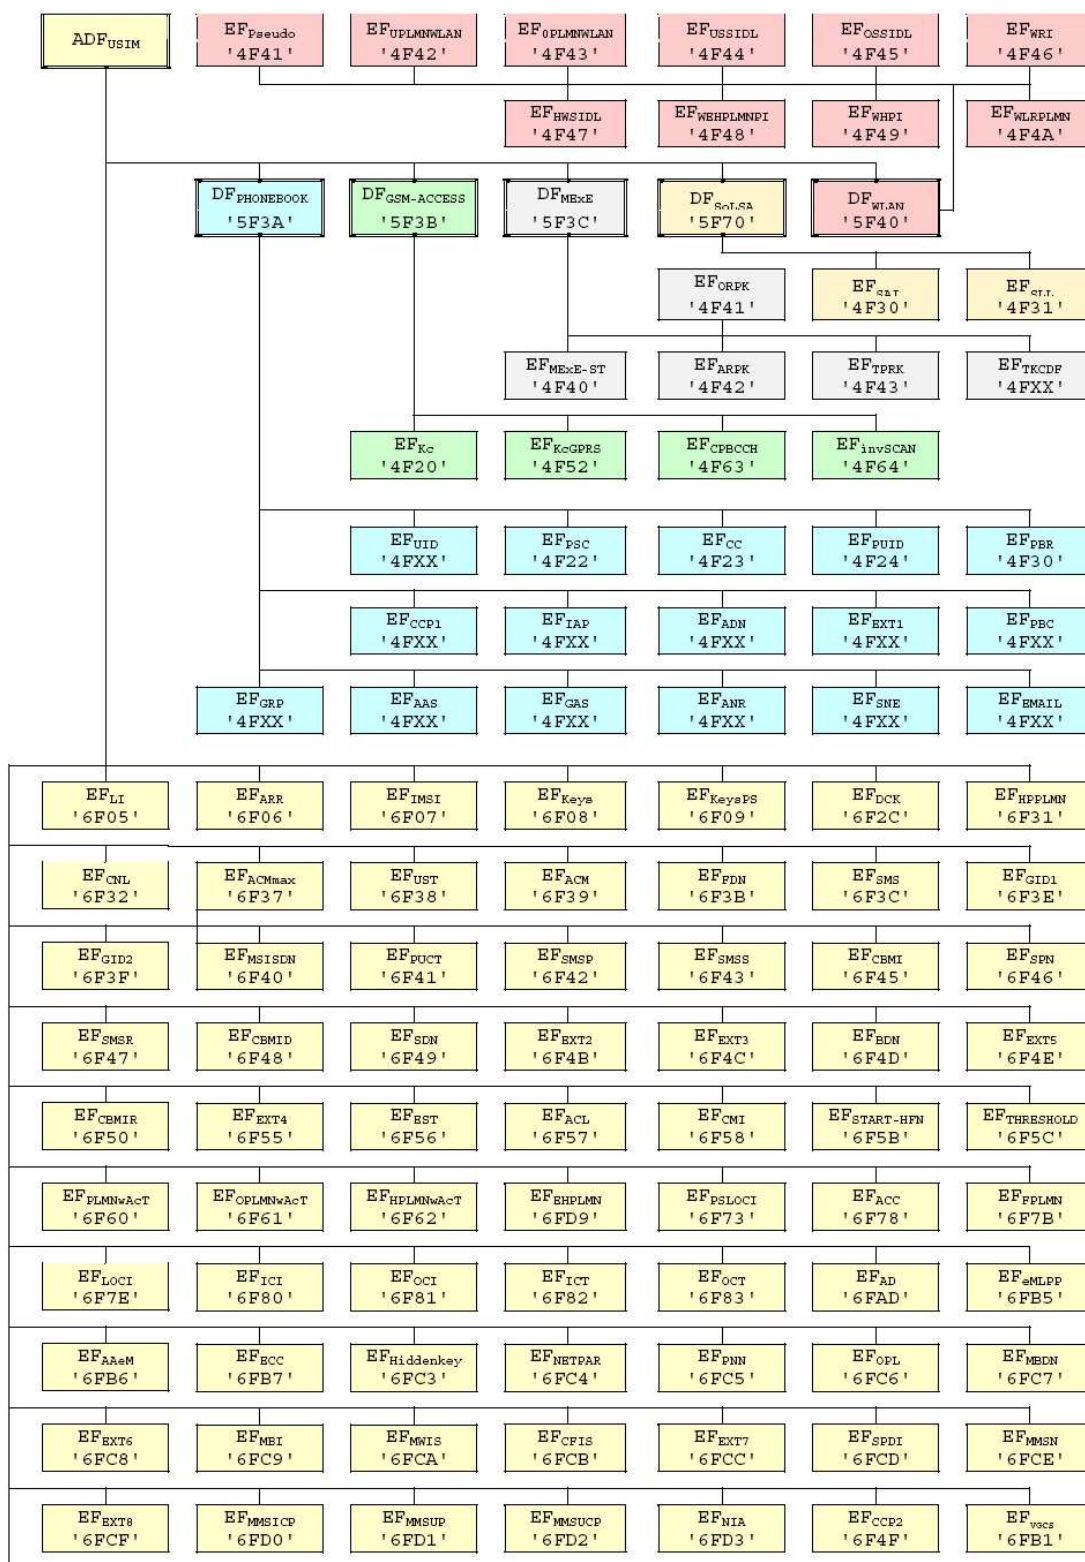 ADFUSIM EFPseudo EFUPLMNWLAN EF0PLMNWLAN EFUSSIDL EFOSSIDL EFWRI
'4F41' '4F42' '4F43' '4F44' '4F45' '4F46'
EFHWSIDL EFWEHPLMNPI EFWHPI EFWLRPLMN
'4F47' '4F48' '4F49' '4F4A'
DFPHONEBOOK DFGSM-ACCESS DFMExE DFSoLSA DFWLAN
'5F3A' '5F3B' '5F3C' '5F70' '5F40'
EFORPK EFSAI EFSLL
'4F41' '4F30' '4F31'
EFMExE-ST EFARPK EFTPRK EFTKCDF
'4F40' '4F42' '4F43' '4FXX'
EFKc EFKcGPRS EFCPBCCH EFinvSCAN
'4F20' '4F52' '4F63' '4F64'
EFUID EFPSC EFCC EFPUID EFPBR
'4FXX' '4F22' '4F23' '4F24' '4F30'
EFCCP1 EFIAP EFADN EFEXT1 EFPBC
'4FXX' '4FXX' '4FXX' '4FXX' '4FXX'
EFGRP EFAAS EFGAS EFANR EFSNE EFEMAIL
'4FXX' '4FXX' '4FXX' '4FXX' '4FXX' '4FXX'
EFLI EFARR EFIMSI EFKeys EFKeysPS EFDCK EFHPPLMN
'6F05' '6F06' '6F07' '6F08' '6F09' '6F2C' '6F31'
EFCNL EFACMmax EFUST EFACM EFFDN EFSMS EFGID1
'6F32' '6F37' '6F38' '6F39' '6F3B' '6F3C' '6F3E'
EFGID2 EFMSISDN EFPUCT EFSMSP EFSMSS EFCBMI EFSPN
'6F3F' '6F40' '6F41' '6F42' '6F43' '6F45' '6F46'
EFSMSR EFCBMID EFSDN EFEXT2 EFEXT3 EFBDN EFEXT5
'6F47' '6F48' '6F49' '6F4B' '6F4C' '6F4D' '6F4E'
EFCBMIR EFEXT4 EFEST EFACL EFCMI EFSTART-HFN EFTHRESHOLD
'6F50' '6F55' '6F56' '6F57' '6F58' '6F5B' '6F5C'
EFPLMNwAcT EFOPLMNwAcT EFHPLMNwAcT EFEHPLMN EFPSLOCI EFACC EFFPLMN
'6F60' '6F61' '6F62' '6FD9' '6F73' '6F78' '6F7B'
EFLOCI EFICI EFOCI EFICT EFOCT EFAD EFeMLPP
'6F7E' '6F80' '6F81' '6F82' '6F83' '6FAD' '6FB5'
EFAAeM EFECC EFHiddenkey EFNETPAR EFPNN EFOPL EFMBDN
'6FB6' '6FB7' '6FC3' '6FC4' '6FC5' '6FC6' '6FC7'
EFEXT6 EFMBI EFMWIS EFCFIS EFEXT7 EFSPDI EFMMSN
'6FC8' '6FC9' '6FCA' '6FCB' '6FCC' '6FCD' '6FCE'
EFEXT8 EFMMSICP EFMMSUP EFMMSUCP EFNIA EFCCP2 EFVGCS
'6FCF' '6FD0' '6FD1' '6FD2' '6FD3' '6F4F' '6FB1'